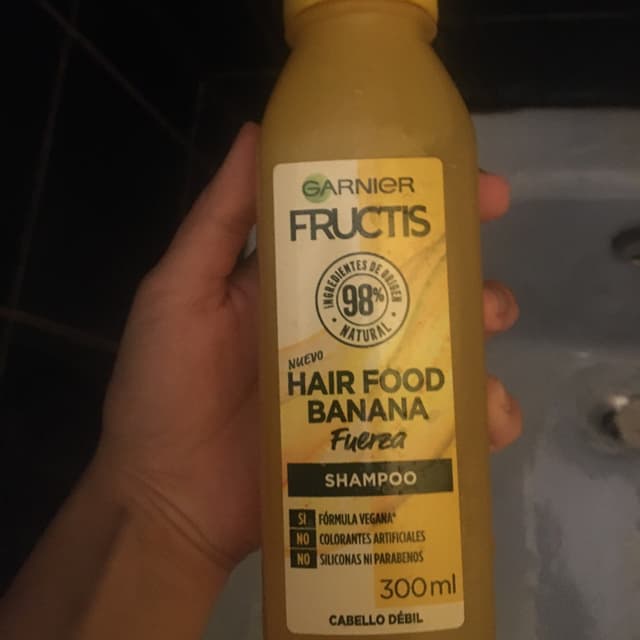 GARNIER
FRUCTIS
INGREDIENTES DE ORIGEN
98%
NATURAL
NUEVO
HAIR FOOD
BANANA
Fuerza
SHAMPOO
SI FÓRMULA VEGANA*
NO COLORANTES ARTIFICIALES
NO SILICONAS NI PARABENOS
300ml
CABELLO DÉBIL